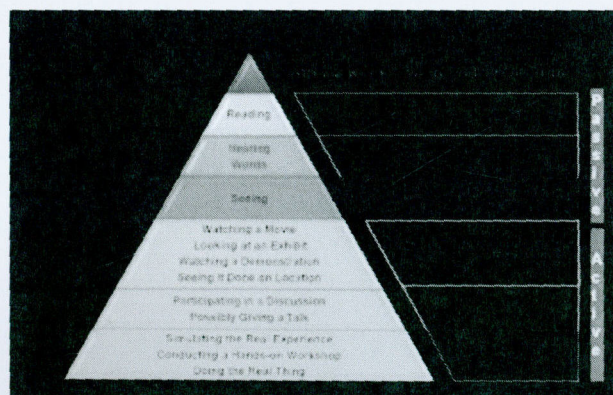 Reading
Hearing
Words
Seeing
Watching a Movie
Looking at an Exhibit
Watching a Demonstration
Seeing It Done on Location
Participating in a Discussion
Possibly Giving a Talk
Simulating the Real Experience
Conducting a Hands-on Workshop
Doing the Real Thing
Passive
Active